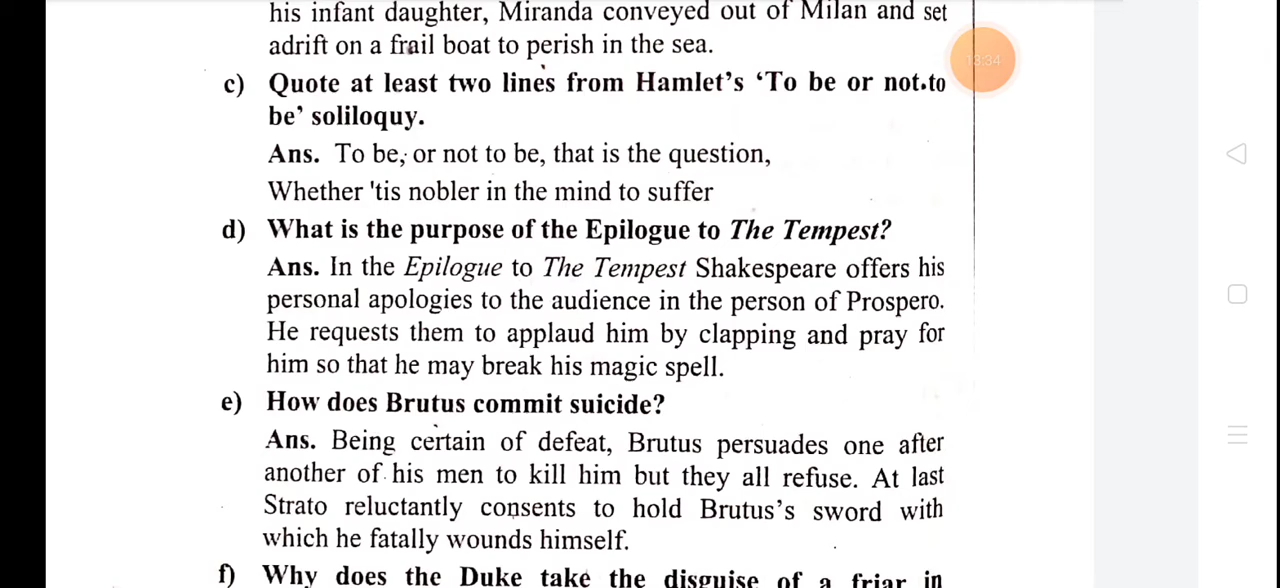 his infant daughter, Miranda conveyed out of Milan and set
adrift on a frail boat to perish in the sea.
13:34
c) Quote at least two lines from Hamlet's 'To be or not to
be' soliloquy.
Ans. To be, or not to be, that is the question,
Whether 'tis nobler in the mind to suffer
d) What is the purpose of the Epilogue to The Tempest?
Ans. In the Epilogue to The Tempest Shakespeare offers his
personal apologies to the audience in the person of Prospero.
He requests them to applaud him by clapping and pray for
him so that he may break his magic spell.
e) How does Brutus commit suicide?
Ans. Being certain of defeat, Brutus persuades one after
another of his men to kill him but they all refuse. At last
Strato reluctantly consents to hold Brutus's sword with
which he fatally wounds himself.
f) Why does the Duke take the disguise of a friar in